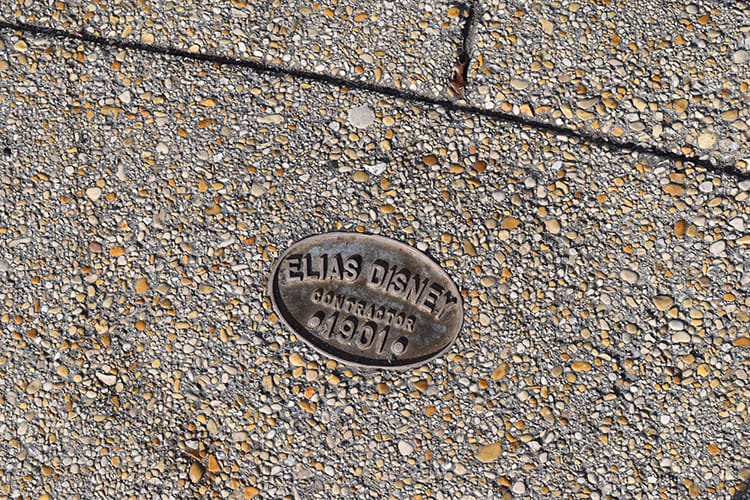 ELIAS DISNEY
CONTRACTOR
•1901•